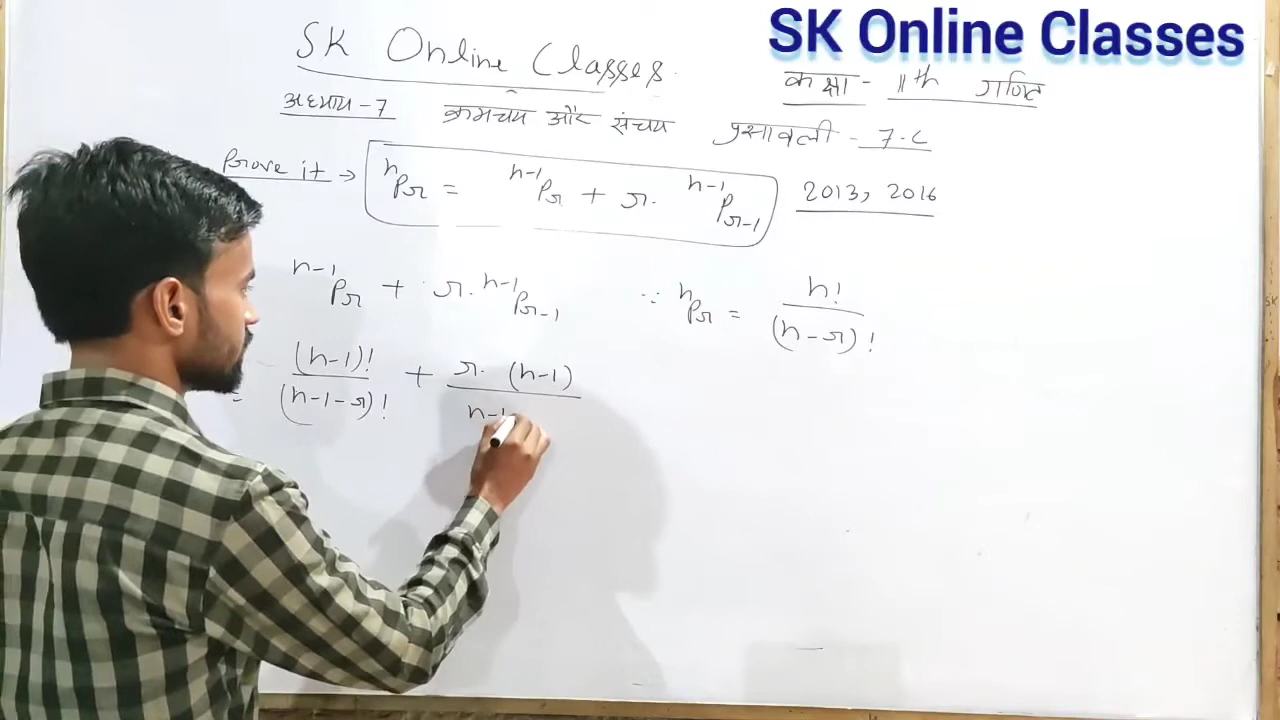 SK Online Classes
SK Online Classes
कक्षा - 11th गणित
अध्याय - 7 क्रमचय और संचय प्रश्नावली - 7.C
Prove it → ⁿPr = ⁿ⁻¹Pr + r. ⁿ⁻¹Pr-1 2013, 2016
ⁿ⁻¹Pr + r. ⁿ⁻¹Pr-1 ∵ ⁿPr = n! / (n-r)!
= (n-1)! / (n-1-r)! + r. (n-1) / n-1